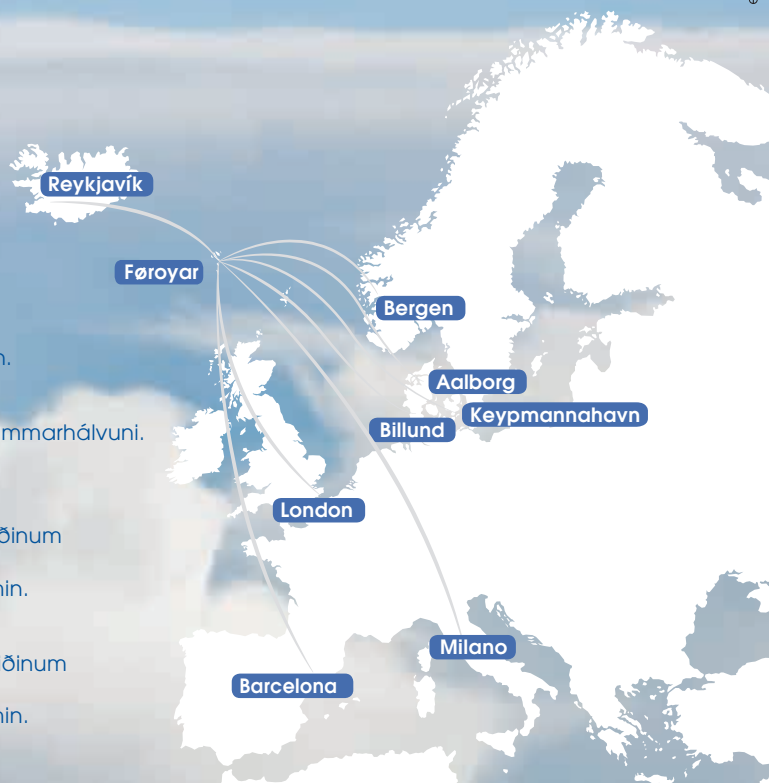 Reykjavík
Føroyar
Bergen
Aalborg
Keypmannahavn
Billund
London
Milano
Barcelona
n.
mmarhálvuni.
ðinum
nin.
ðinum
nin.